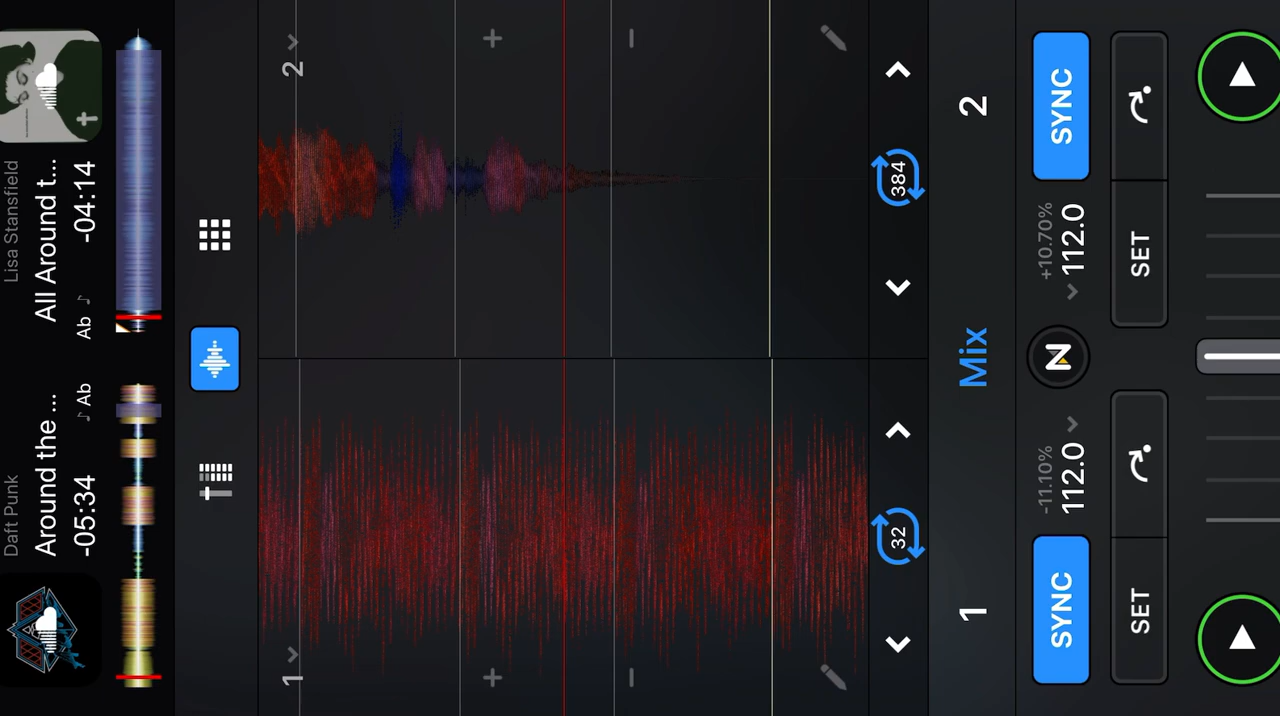 Daft Punk
Around the ...
-05:34
♪ Ab
Lisa Stansfield
All Around t...
-04:14
Ab ♪
1
2
32
384
1
Mix
2
SYNC
-11.10%
112.0
N
+10.70%
112.0
SYNC
SET
SET